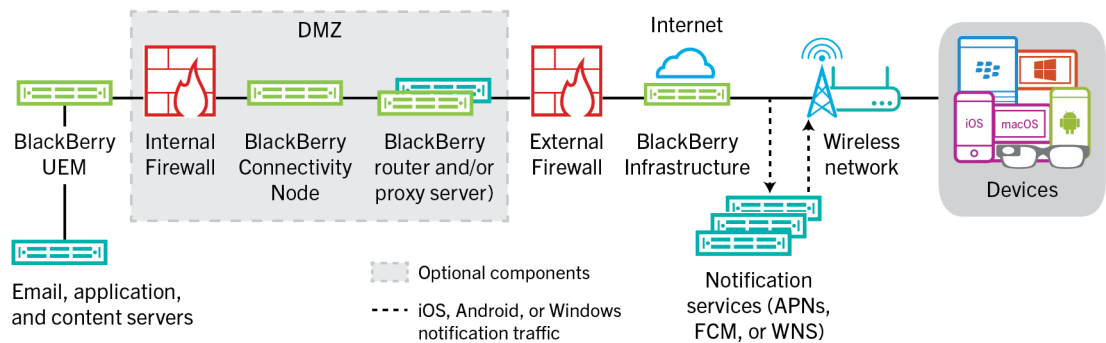 DMZ
Internet
BlackBerry
UEM
Internal
Firewall
BlackBerry
Connectivity
Node
BlackBerry
router and/or
proxy server)
External
Firewall
BlackBerry
Infrastructure
Wireless
network
iOS
macOS
Devices
Email, application,
and content servers
Optional components
iOS, Android, or Windows
notification traffic
Notification
services (APNs,
FCM, or WNS)